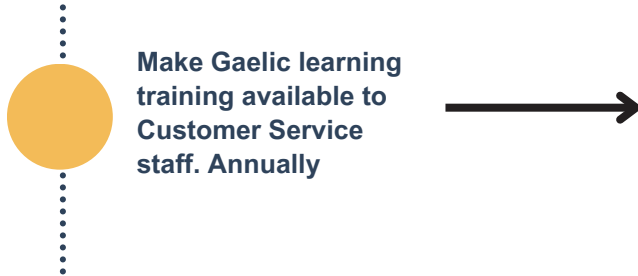 Make Gaelic learning
training available to
Customer Service
staff. Annually